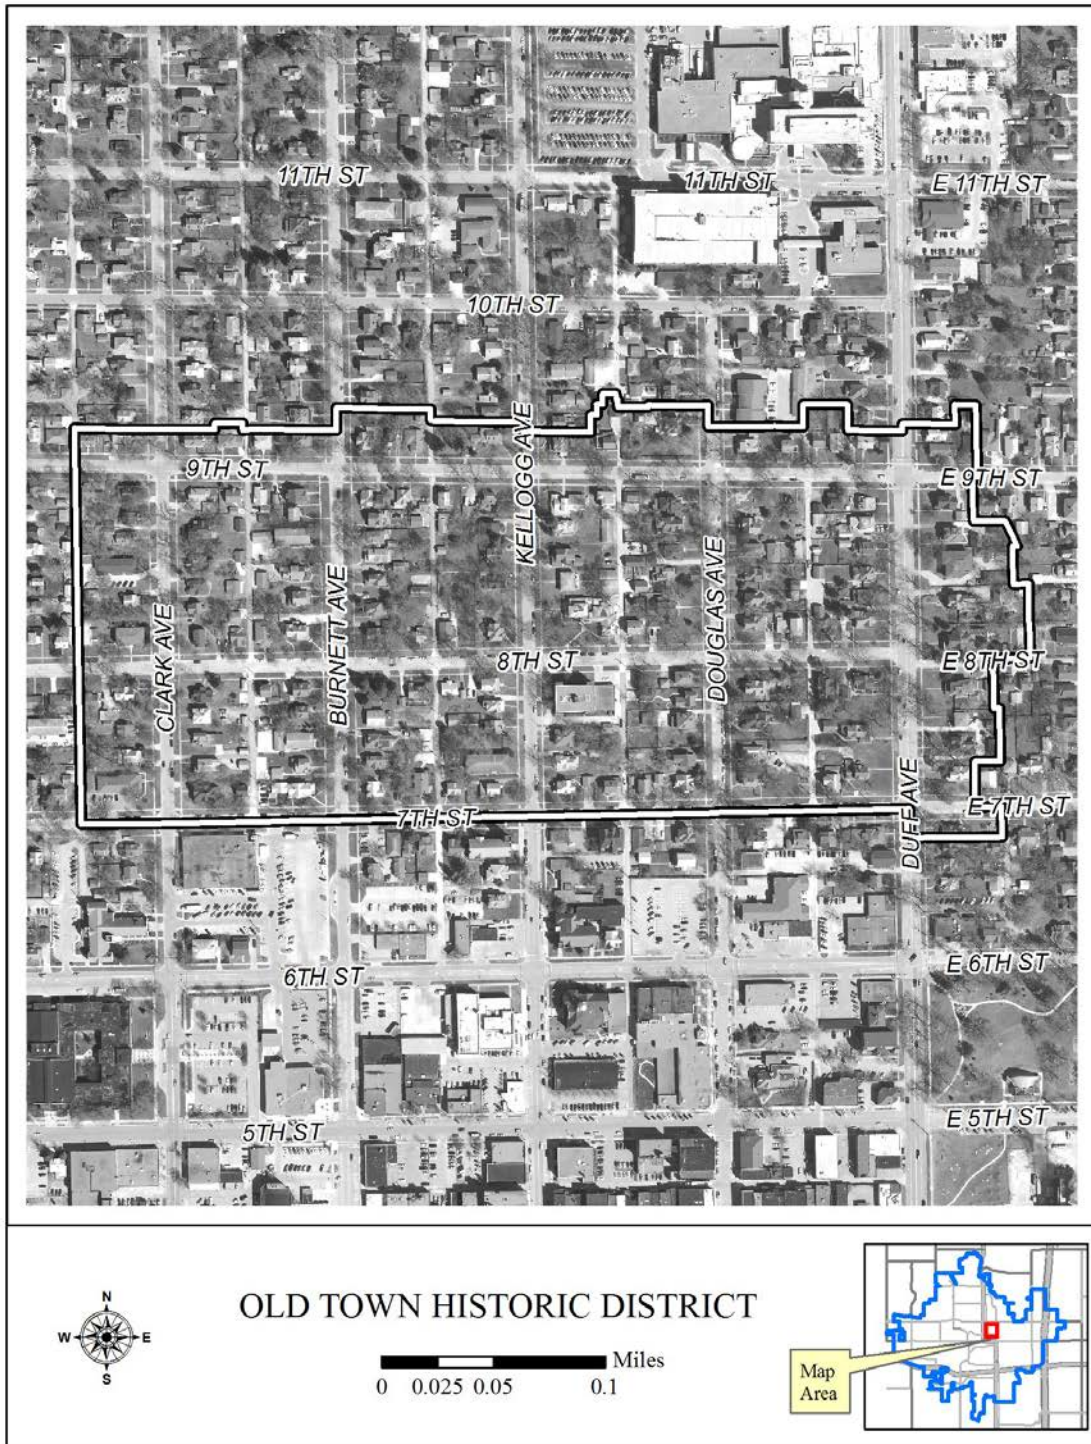 11TH ST
11TH ST
E 11TH ST
10TH ST
9TH ST
KELLOGG AVE
E 9TH ST
CLARK AVE
BURNETT AVE
8TH ST
DOUGLAS AVE
E 8TH ST
7TH ST
DUFF AVE
E 7TH ST
6TH ST
E 6TH ST
5TH ST
E 5TH ST
N
W
E
S
OLD TOWN HISTORIC DISTRICT
Miles
0 0.025 0.05 0.1
Map
Area